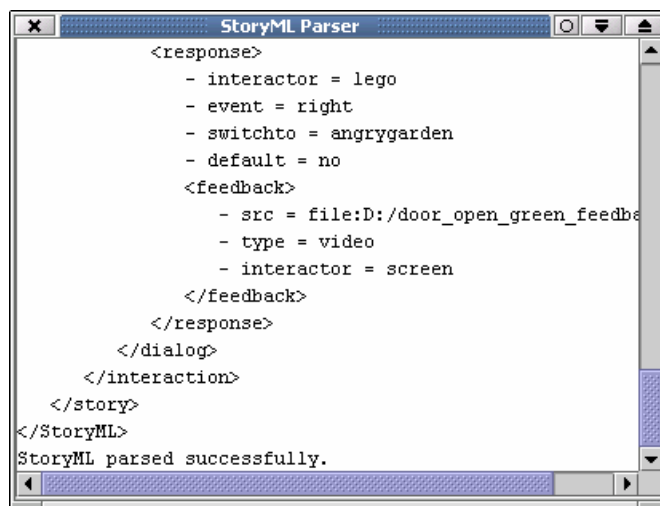 StoryML Parser
<response>
- interactor = lego
- event = right
- switchto = angrygarden
- default = no
<feedback>
- src = file:D:/door_open_green_feedba
- type = video
- interactor = screen
</feedback>
</response>
</dialog>
</interaction>
</story>
</StoryML>
StoryML parsed successfully.